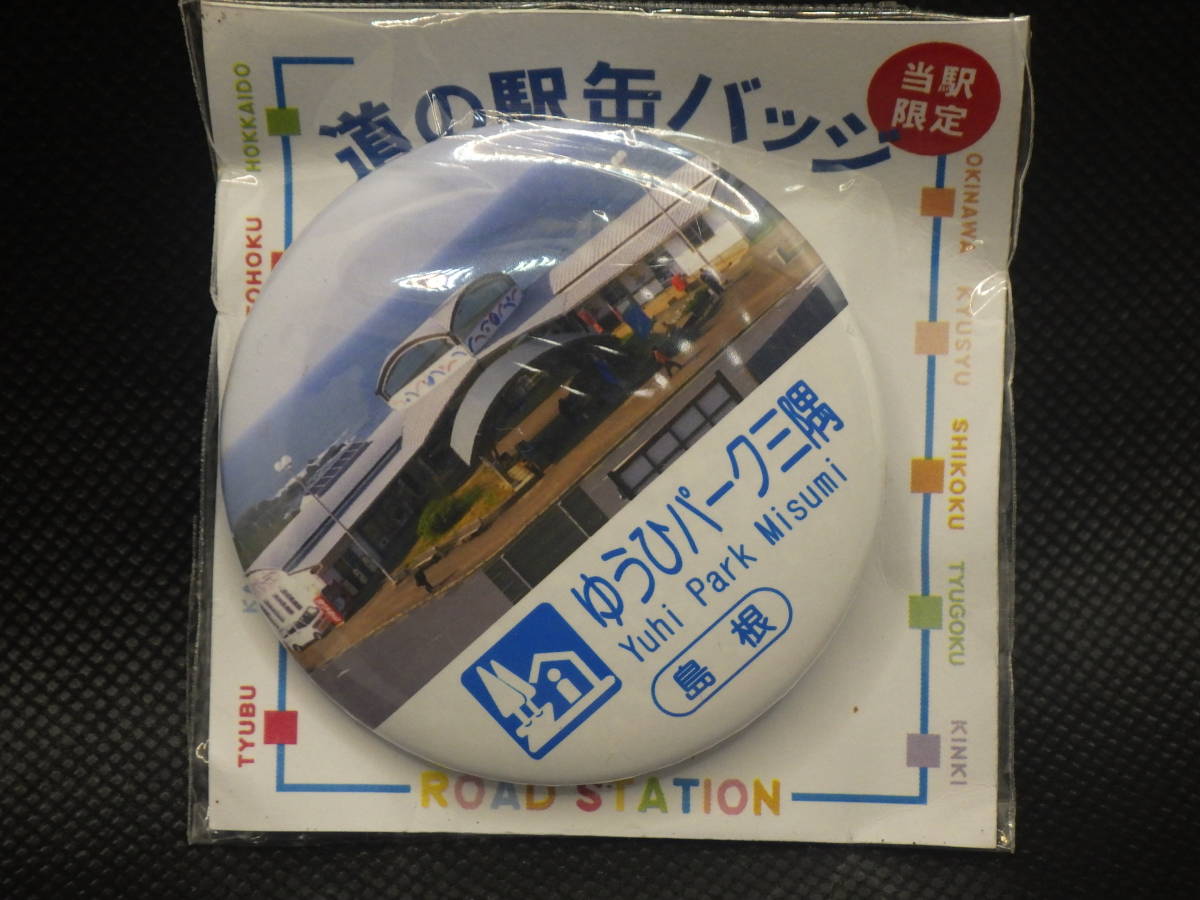 道の駅缶バッジ
当駅
限定
HOKKAIDO
TOHOKU
TYUBU
OKINAWA
KYUSYU
SHIKOKU
TYUGOKU
KINKI
ゆうひパーク三隅
Yuhi Park Misumi
島根
ROAD STATION